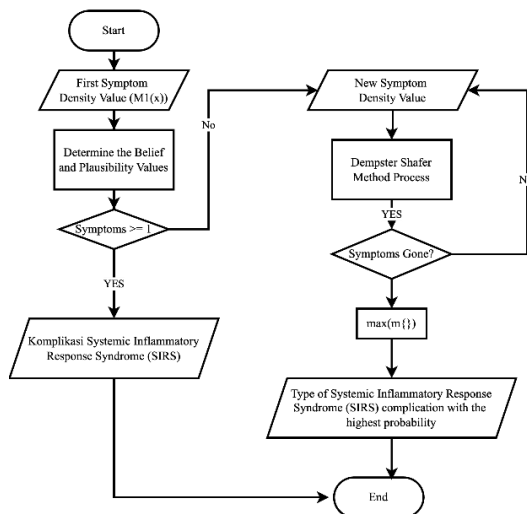 Start
First Symptom
Density Value (M1(x))
Determine the Belief
and Plausibility Values
Symptoms >= 1
No
YES
Komplikasi Systemic Inflammatory
Response Syndrome (SIRS)
New Symptom
Density Value
Dempster Shafer
Method Process
YES
Symptoms Gone?
N
max(m{})
Type of Systemic Inflammatory Response
Syndrome (SIRS) complication with the
highest probability
End